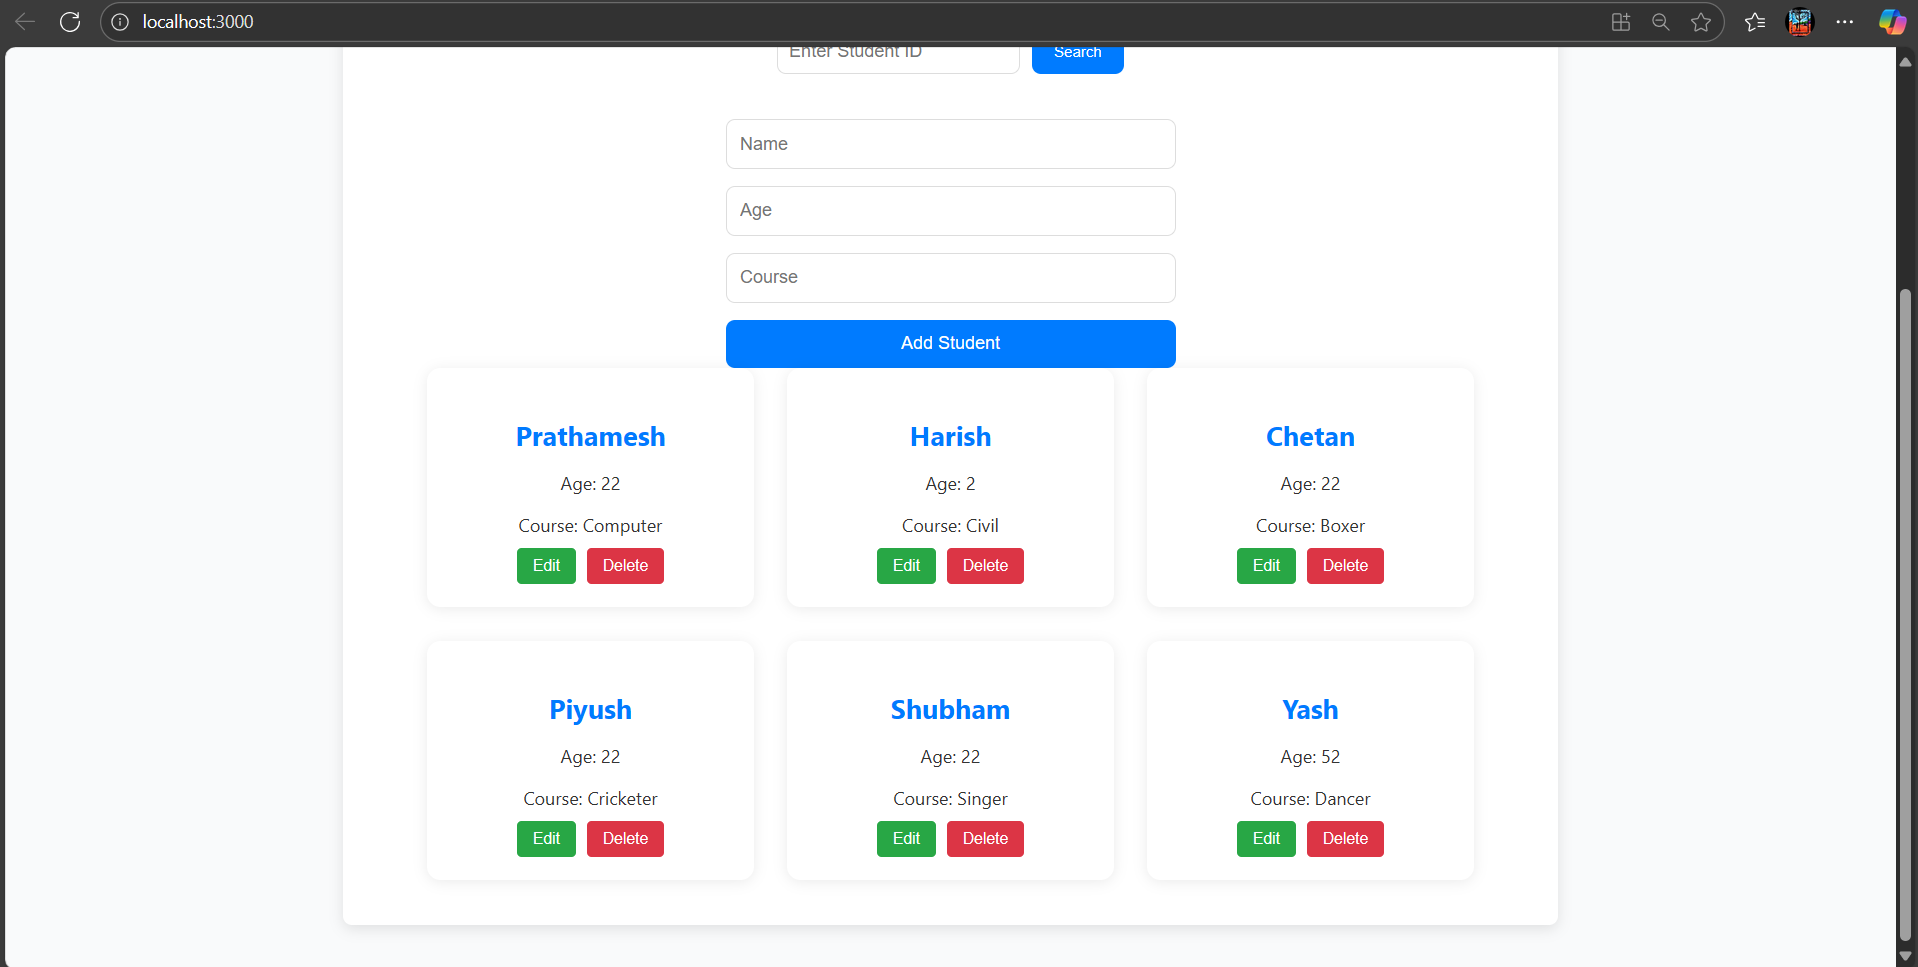 localhost:3000
Enter Student ID
Search
Name
Age
Course
Add Student
Prathamesh
Age: 22
Course: Computer
Edit
Delete
Harish
Age: 2
Course: Civil
Edit
Delete
Chetan
Age: 22
Course: Boxer
Edit
Delete
Piyush
Age: 22
Course: Cricketer
Edit
Delete
Shubham
Age: 22
Course: Singer
Edit
Delete
Yash
Age: 52
Course: Dancer
Edit
Delete